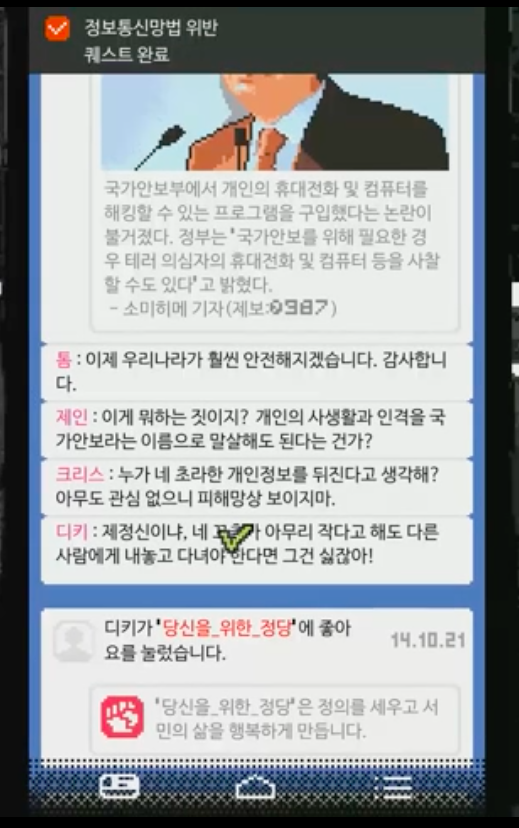 정보통신망법 위반
퀘스트 완료
국가안보부에서 개인의 휴대전화 및 컴퓨터를
해킹할 수 있는 프로그램을 구입했다는 논란이
불거졌다. 정부는 '국가안보를 위해 필요한 경
우 테러 의심자의 휴대전화 및 컴퓨터 등을 사찰
할 수도 있다'고 밝혔다.
- 소미히메 기자(제보:0387)
톰 : 이제 우리나라가 훨씬 안전해지겠습니다. 감사합니
다.
제인 : 이게 뭐하는 짓이지? 개인의 사생활과 인격을 국
가안보라는 이름으로 말살해도 된다는 건가?
크리스 : 누가 네 초라한 개인정보를 뒤진다고 생각해?
아무도 관심 없으니 피해망상 보이지마.
디키 : 제정신이냐, 네 아무리 작다고 해도 다른
사람에게 내놓고 다녀야 한다면 그건 싫잖아!
디키가 '당신을_위한_정당'에 좋아
요를 눌렀습니다.
14.10.21
'당신을_위한_정당'은 정의를 세우고 서
민의 삶을 행복하게 만듭니다.